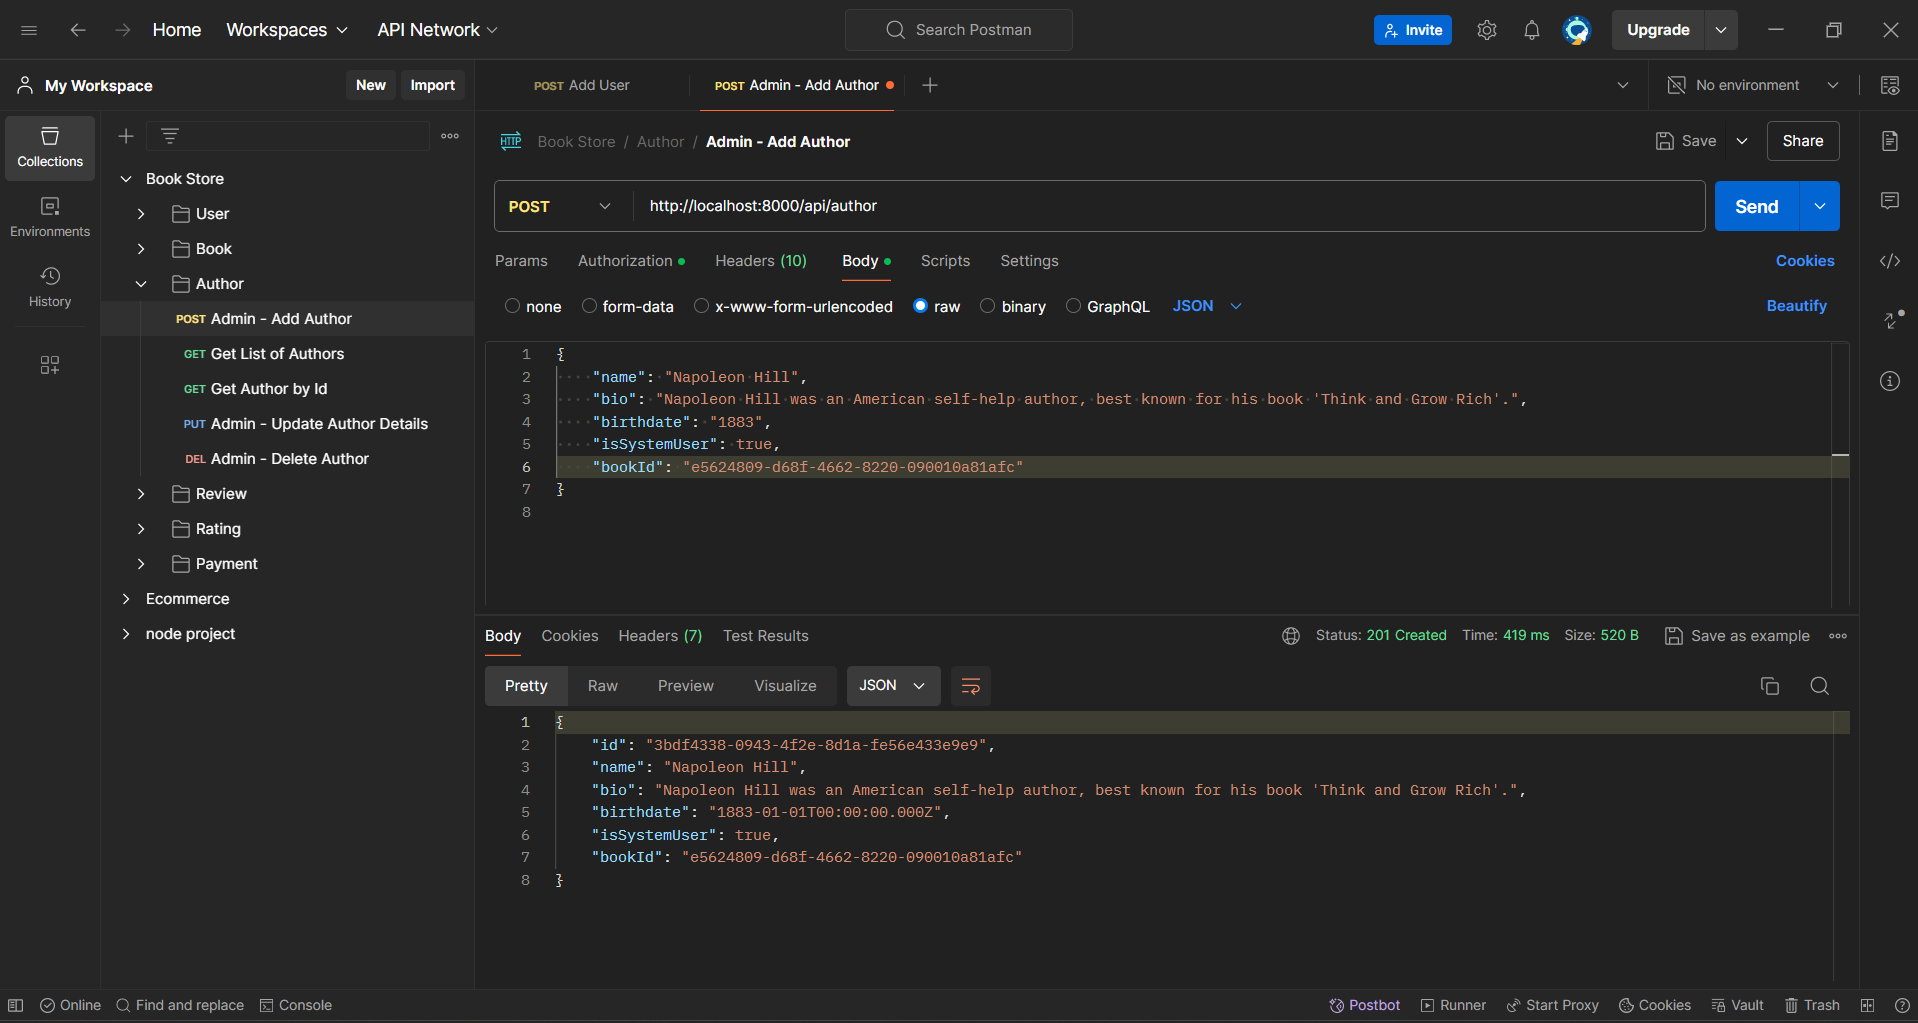 Home Workspaces API Network Search Postman Invite Upgrade
My Workspace New Import POST Add User POST Admin - Add Author No environment
Collections
Environments
History
Book Store
User
Book
Author
POST Admin - Add Author
GET Get List of Authors
GET Get Author by Id
PUT Admin - Update Author Details
DEL Admin - Delete Author
Review
Rating
Payment
Ecommerce
node project
HTTP Book Store / Author / Admin - Add Author Save Share
POST http://localhost:8000/api/author Send
Params Authorization Headers (10) Body Scripts Settings Cookies
none form-data x-www-form-urlencoded raw binary GraphQL JSON Beautify
1 {
2 "name": "Napoleon Hill",
3 "bio": "Napoleon Hill was an American self-help author, best known for his book 'Think and Grow Rich'.",
4 "birthdate": "1883",
5 "isSystemUser": true,
6 "bookId": "e5624809-d68f-4662-8220-090010a81afc"
7 }
8
Body Cookies Headers (7) Test Results Status: 201 Created Time: 419 ms Size: 520 B Save as example
Pretty Raw Preview Visualize JSON
1 {
2 "id": "3bdf4338-0943-4f2e-8d1a-fe56e433e9e9",
3 "name": "Napoleon Hill",
4 "bio": "Napoleon Hill was an American self-help author, best known for his book 'Think and Grow Rich'.",
5 "birthdate": "1883-01-01T00:00:00.000Z",
6 "isSystemUser": true,
7 "bookId": "e5624809-d68f-4662-8220-090010a81afc"
8 }
Online Find and replace Console Postbot Runner Start Proxy Cookies Vault Trash